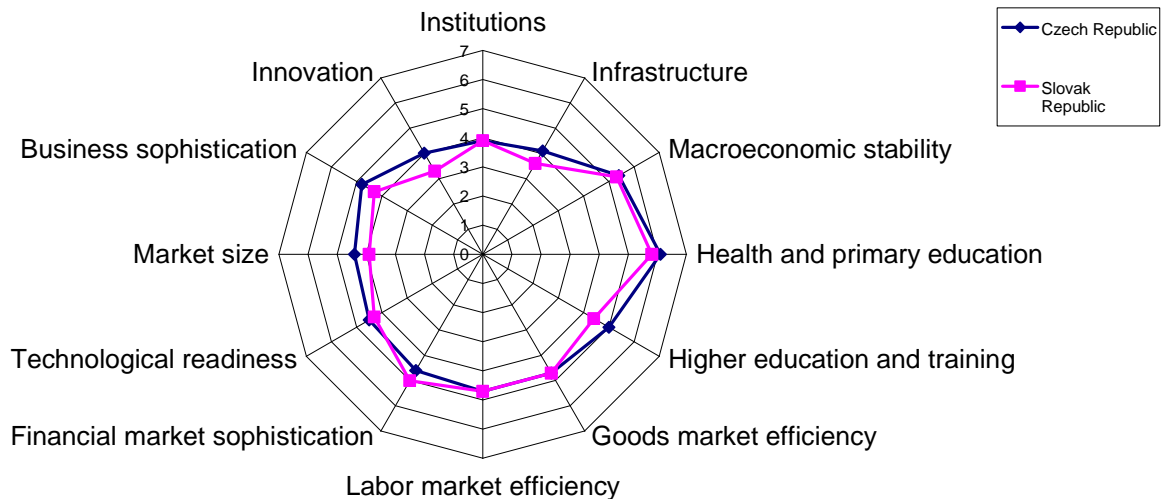 Institutions
Infrastructure
Macroeconomic stability
Health and primary education
Higher education and training
Goods market efficiency
Labor market efficiency
Financial market sophistication
Technological readiness
Market size
Business sophistication
Innovation
7
6
5
4
3
2
1
0
Czech Republic
Slovak
Republic